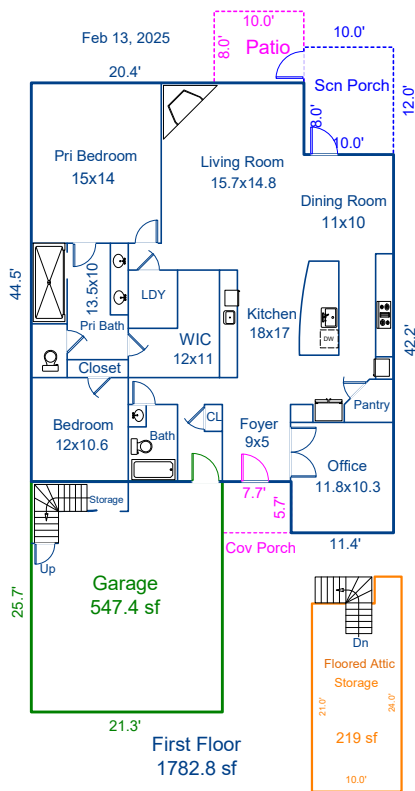 10.0'
Feb 13, 2025
8.0'
Patio
10.0'
20.4'
Scn Porch
12.0'
8.0'
10.0'
Pri Bedroom
15x14
Living Room
15.7x14.8
Dining Room
11x10
44.5'
13.5x10
LDY
Pri Bath
Kitchen
18x17
DW
42.2'
WIC
12x11
Closet
Pantry
Bedroom
12x10.6
Bath
CL
Foyer
9x5
Office
11.8x10.3
7.7'
5.7'
Storage
Up
Cov Porch
11.4'
Garage
547.4 sf
25.7'
Dn
Floored Attic
Storage
21.0'
24.0'
219 sf
10.0'
21.3'
First Floor
1782.8 sf